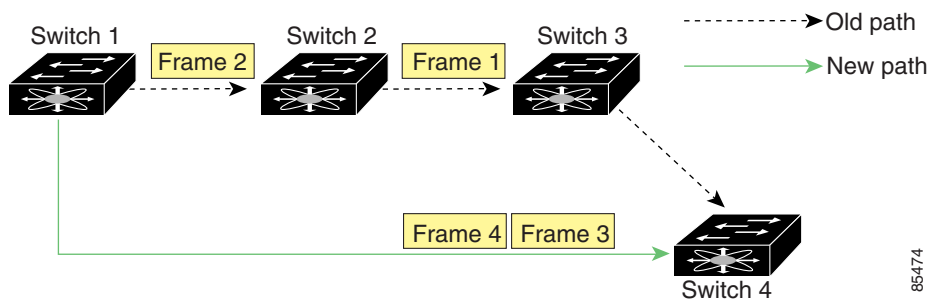 Switch 1
Switch 2
Switch 3
Old path
Frame 2
Frame 1
New path
Frame 4
Frame 3
Switch 4
85474